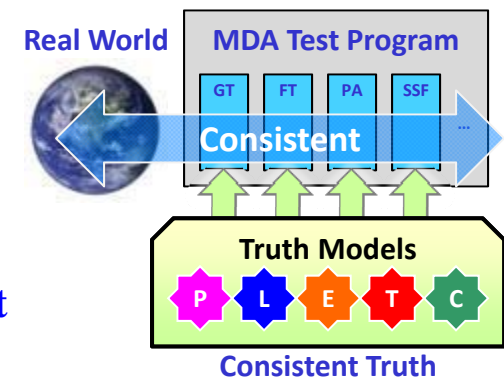 Real World
MDA Test Program
GT FT PA SSF
Consistent
...
Truth Models
P L E T C
t
Consistent Truth